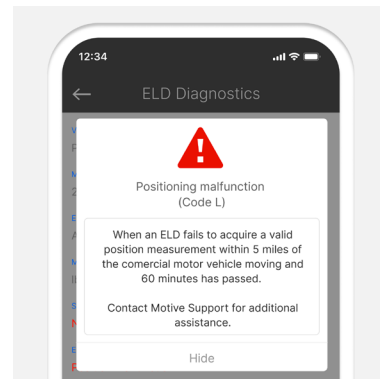 12:34
ELD Diagnostics
Positioning malfunction
(Code L)
When an ELD fails to acquire a valid
position measurement within 5 miles of
the comercial motor vehicle moving and
60 minutes has passed.
Contact Motive Support for additional
assistance.
Hide